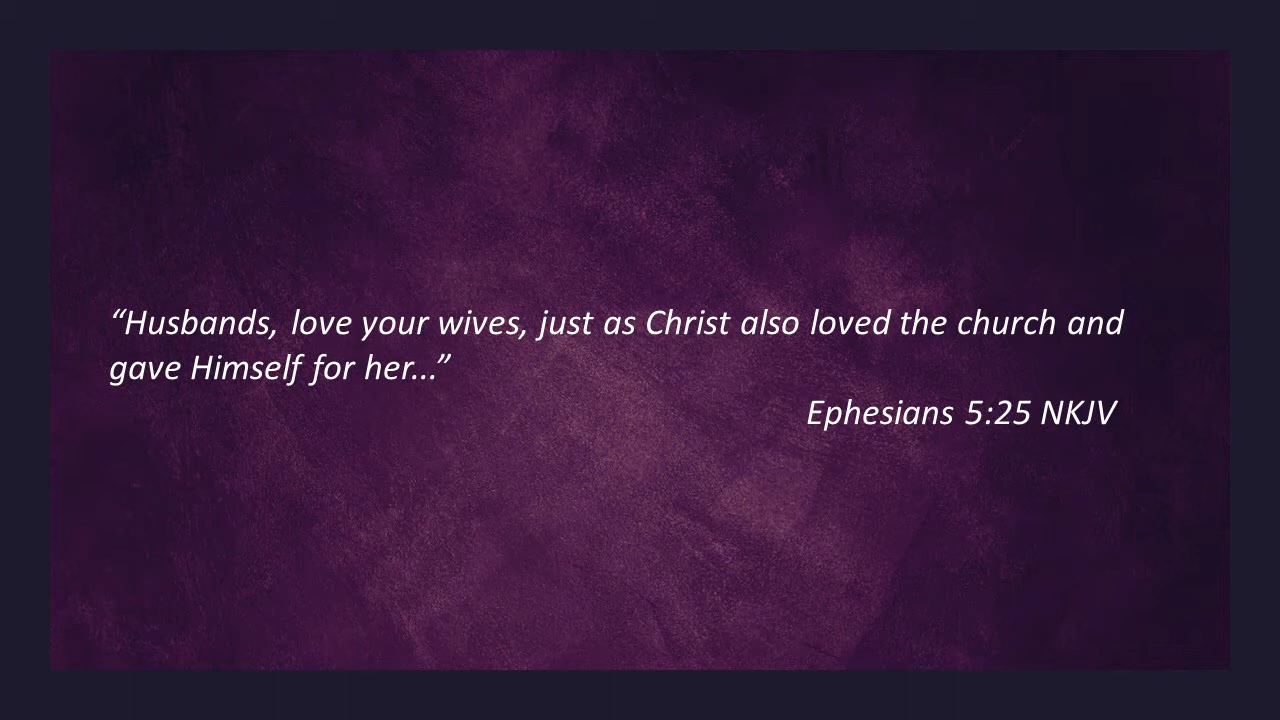 “Husbands, love your wives, just as Christ also loved the church and
gave Himself for her...”
Ephesians 5:25 NKJV